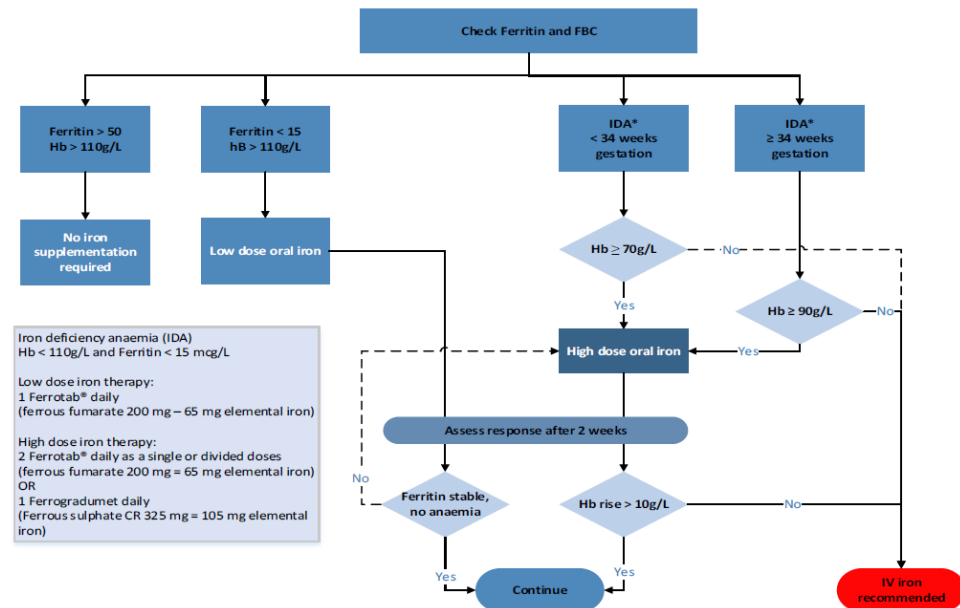 Check Ferritin and FBC
Ferritin > 50
Hb > 110g/L
Ferritin < 15
hB > 110g/L
IDA*
< 34 weeks
gestation
IDA*
≥ 34 weeks
gestation
No iron
supplementation
required
Low dose oral iron
Hb ≥ 70g/L
No
Yes
Hb ≥ 90g/L
No
Yes
High dose oral iron
Iron deficiency anaemia (IDA)
Hb < 110g/L and Ferritin < 15 mcg/L
Low dose iron therapy:
1 Ferrotab® daily
(ferrous fumarate 200 mg – 65 mg elemental iron)
High dose iron therapy:
2 Ferrotab® daily as a single or divided doses
(ferrous fumarate 200 mg = 65 mg elemental iron)
OR
1 Ferrogradumet daily
(Ferrous sulphate CR 325 mg = 105 mg elemental
iron)
Assess response after 2 weeks
No
Ferritin stable,
no anaemia
Hb rise > 10g/L
No
Yes
Yes
Continue
IV iron
recommended